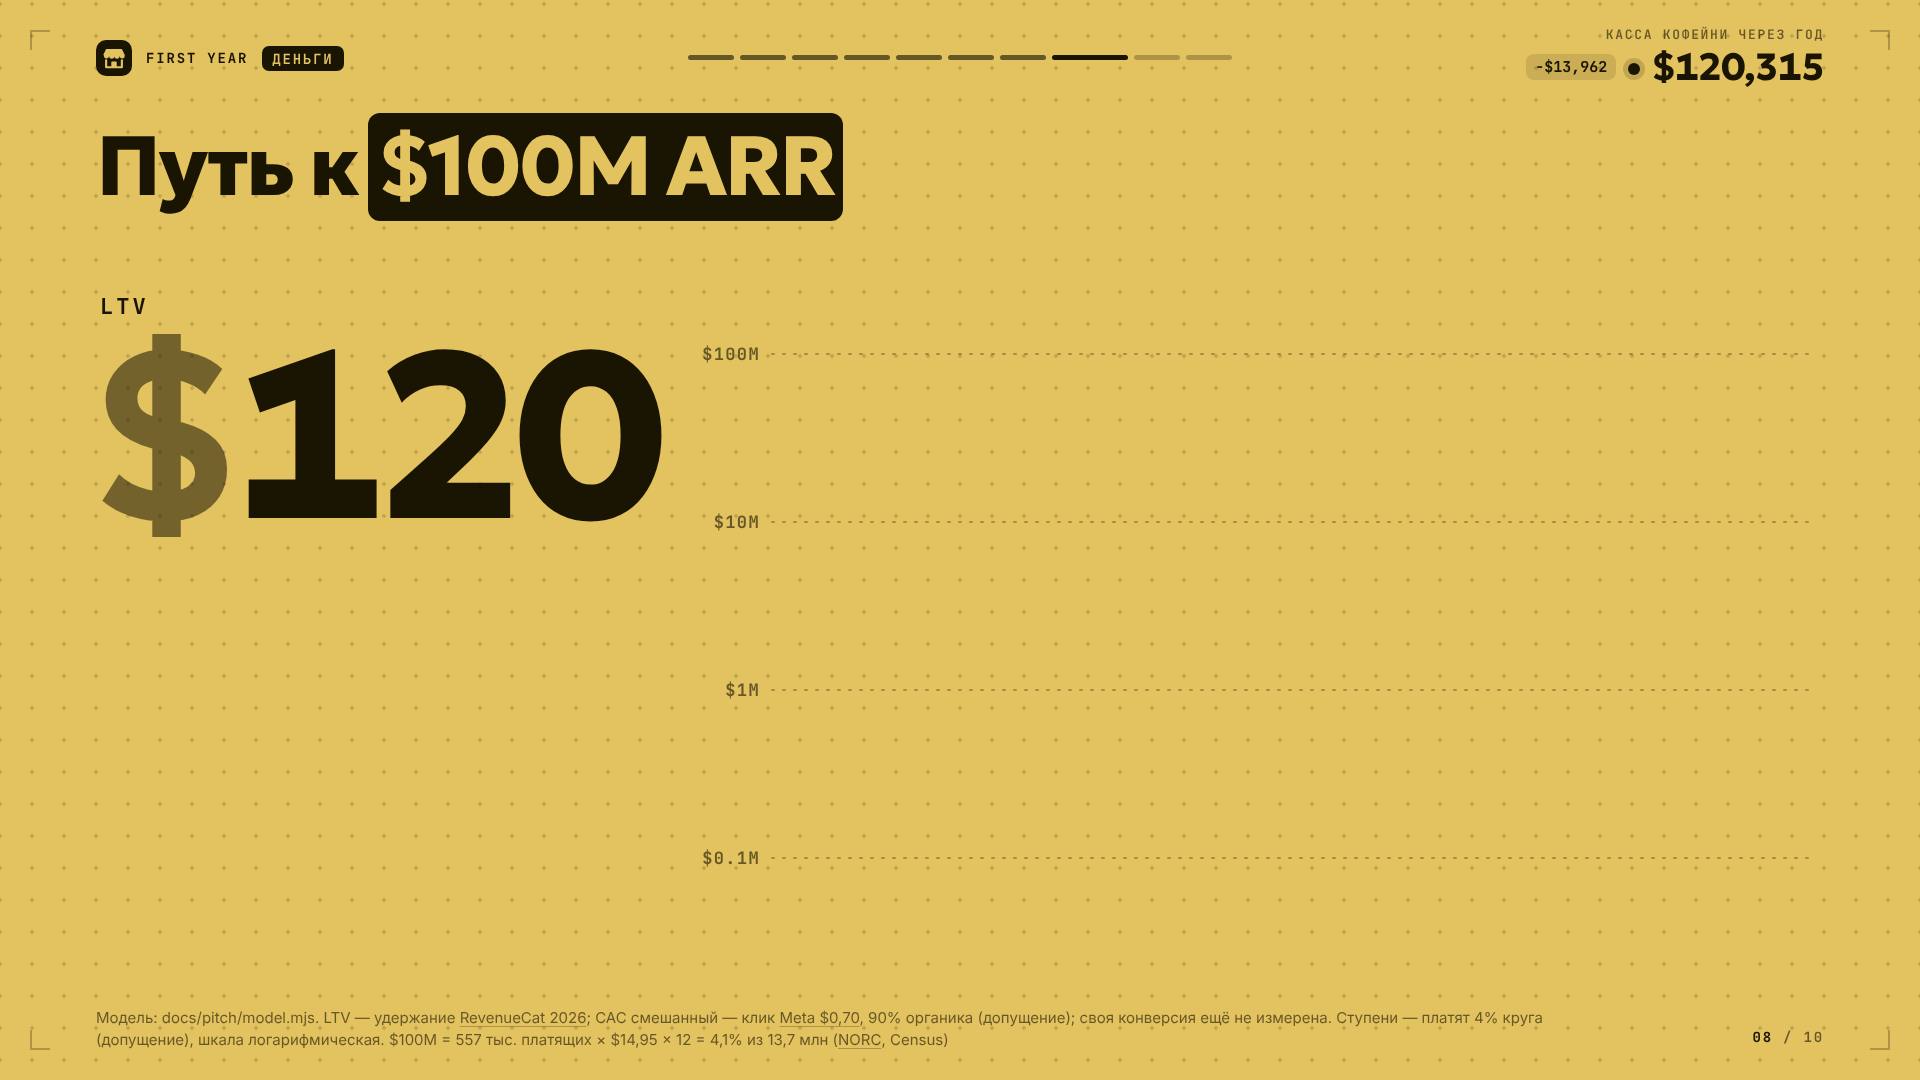 FIRST YEAR ДЕНЬГИ
КАССА КОФЕЙНИ ЧЕРЕЗ ГОД
-$13,962 $120,315
Путь к $100M ARR
LTV
$120
$100M
$10M
$1M
$0.1M
Модель: docs/pitch/model.mjs. LTV — удержание RevenueCat 2026; CAC смешанный — клик Meta $0,70, 90% органика (допущение); своя конверсия ещё не измерена. Ступени — платят 4% круга
(допущение), шкала логарифмическая. $100M = 557 тыс. платящих × $14,95 × 12 = 4,1% из 13,7 млн (NORC, Census)
08 / 10